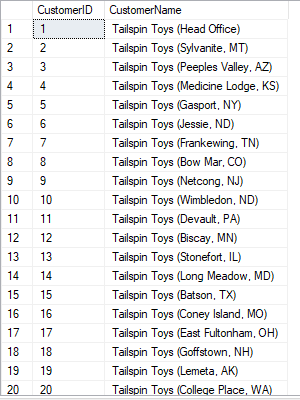 CustomerID CustomerName
1 1 Tailspin Toys (Head Office)
2 2 Tailspin Toys (Sylvanite, MT)
3 3 Tailspin Toys (Peeples Valley, AZ)
4 4 Tailspin Toys (Medicine Lodge, KS)
5 5 Tailspin Toys (Gasport, NY)
6 6 Tailspin Toys (Jessie, ND)
7 7 Tailspin Toys (Frankewing, TN)
8 8 Tailspin Toys (Bow Mar, CO)
9 9 Tailspin Toys (Netcong, NJ)
10 10 Tailspin Toys (Wimbledon, ND)
11 11 Tailspin Toys (Devault, PA)
12 12 Tailspin Toys (Biscay, MN)
13 13 Tailspin Toys (Stonefort, IL)
14 14 Tailspin Toys (Long Meadow, MD)
15 15 Tailspin Toys (Batson, TX)
16 16 Tailspin Toys (Coney Island, MO)
17 17 Tailspin Toys (East Fultonham, OH)
18 18 Tailspin Toys (Goffstown, NH)
19 19 Tailspin Toys (Lemeta, AK)
20 20 Tailspin Toys (College Place, WA)